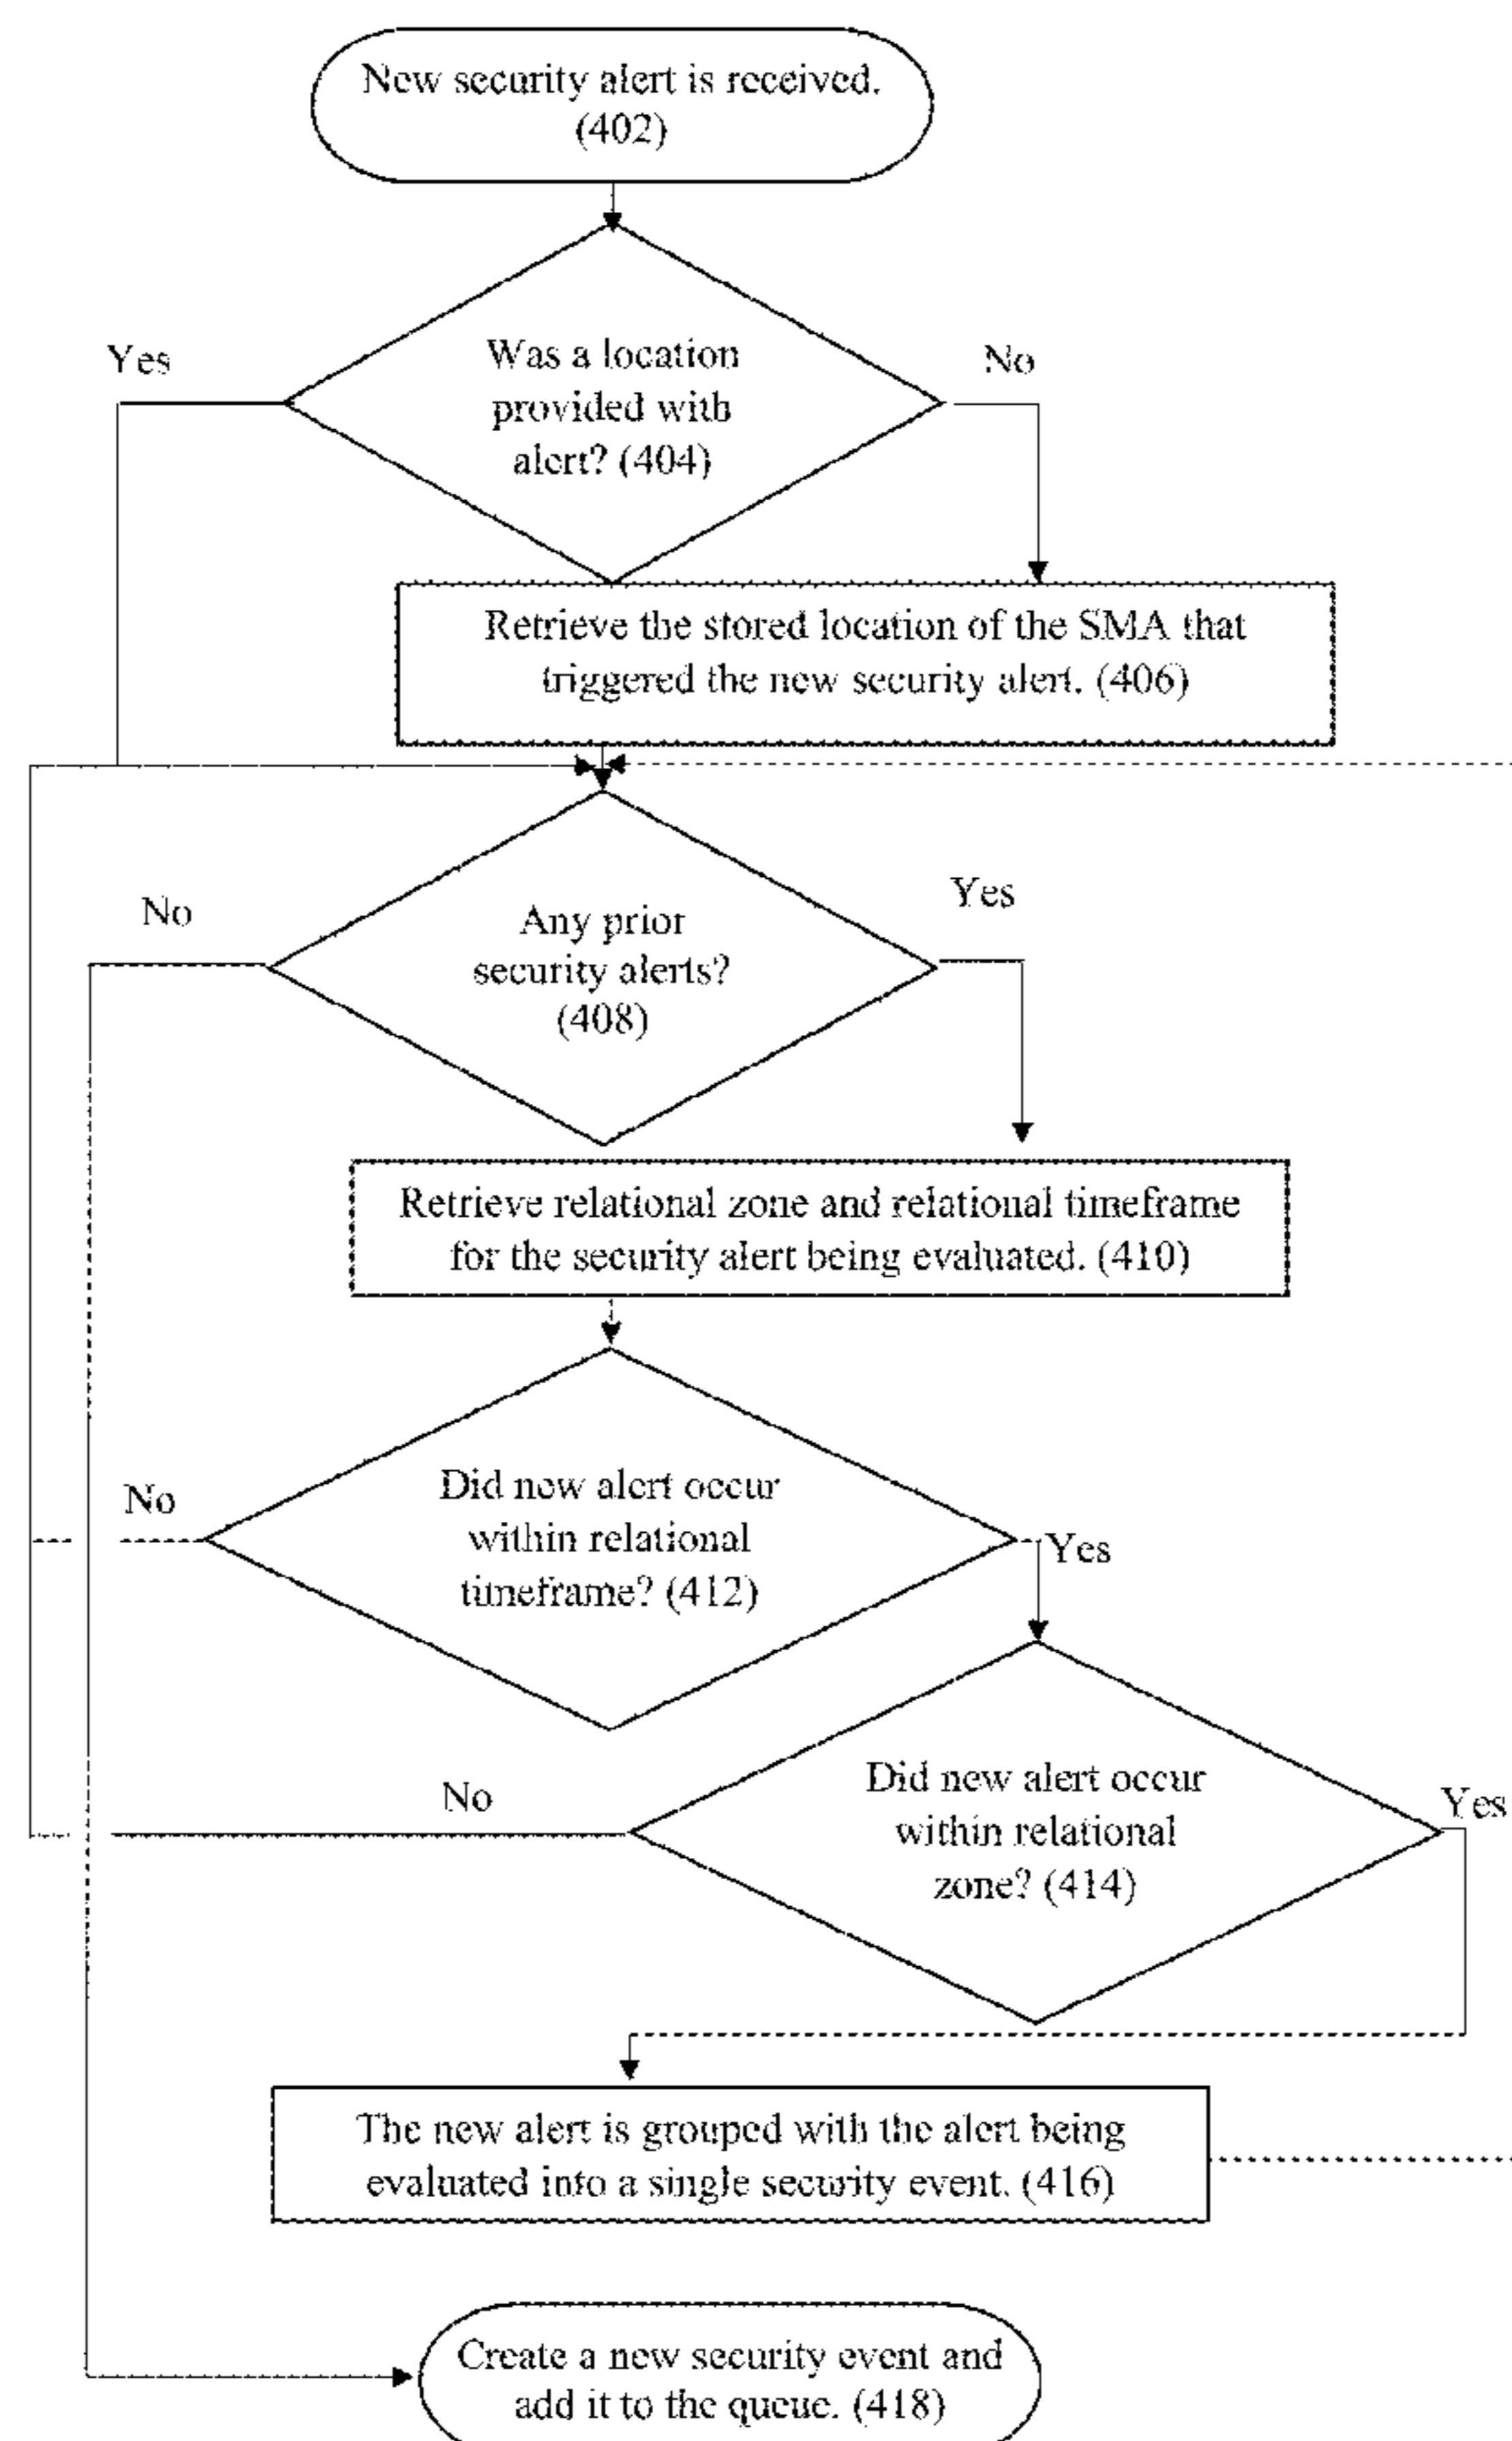 New security alert is received.
(402)
Yes
No
Was a location
provided with
alert? (404)
Retrieve the stored location of the SMA that
triggered the new security alert. (406)
No
Yes
Any prior
security alerts?
(408)
Retrieve relational zone and relational timeframe
for the security alert being evaluated. (410)
No
Did new alert occur
within relational
timeframe? (412)
Yes
No
Did new alert occur
within relational
zone? (414)
Yes
The new alert is grouped with the alert being
evaluated into a single security event. (416)
Create a new security event and
add it to the queue. (418)